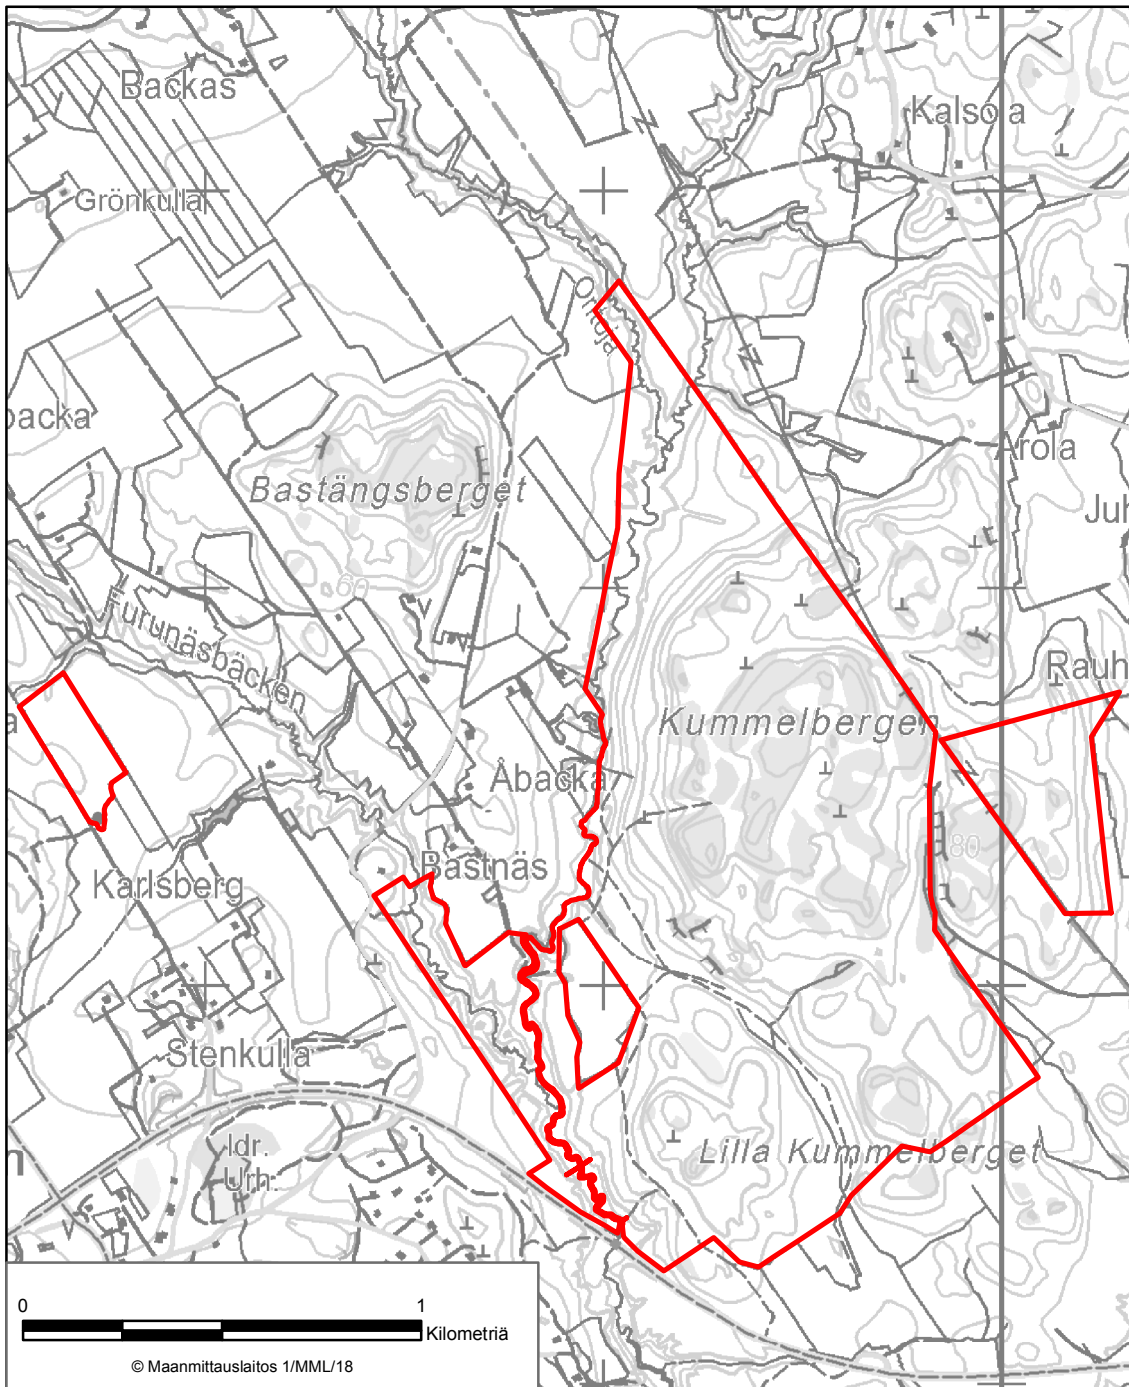 Backas
Kalsola
Grönkulla
Oritoja
backa
Arola
Bastängsberget
Juh
60
Furunäsbäcken
Rauh
a
Kummelbergen
Åbacka
80
Bastnäs
Karlsberg
Stenkulla
Idr.
Urh.
Lilla Kummelberget
n
0 1
Kilometriä
© Maanmittauslaitos 1/MML/18